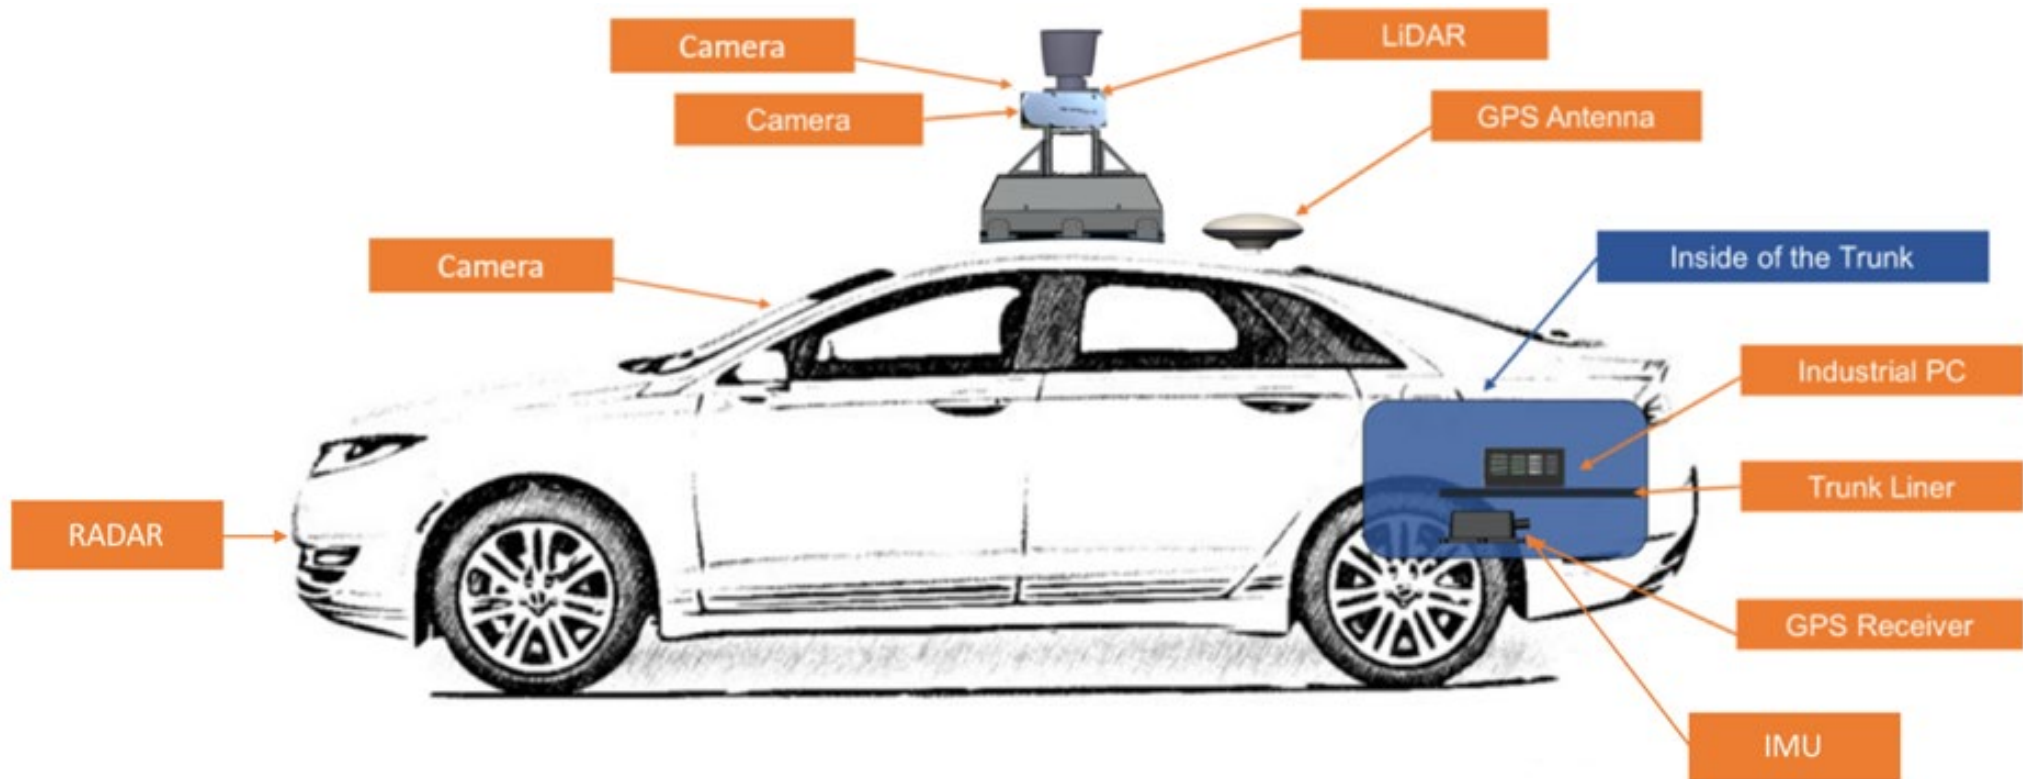 Camera
LiDAR
Camera
GPS Antenna
Camera
Inside of the Trunk
Industrial PC
Trunk Liner
RADAR
GPS Receiver
IMU